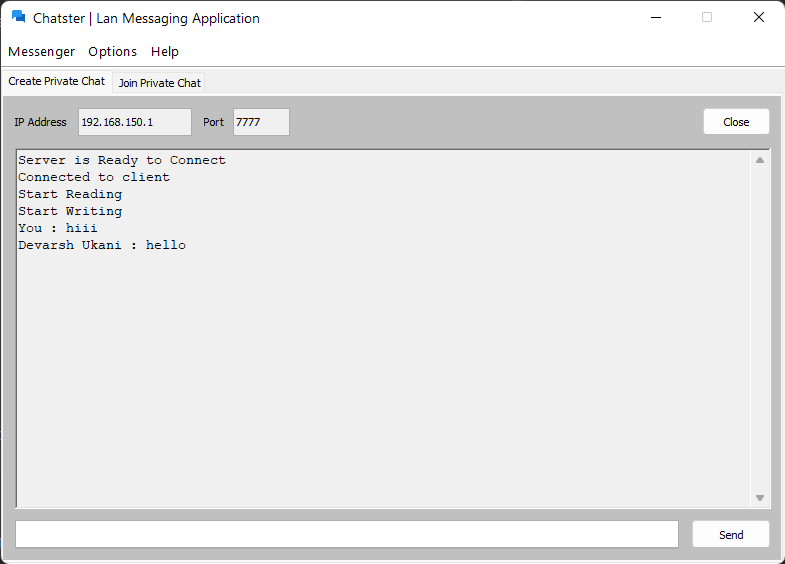 Chatster | Lan Messaging Application
Messenger Options Help
Create Private Chat Join Private Chat
IP Address 192.168.150.1 Port 7777 Close
Server is Ready to Connect
Connected to client
Start Reading
Start Writing
You : hiii
Devarsh Ukani : hello
Send